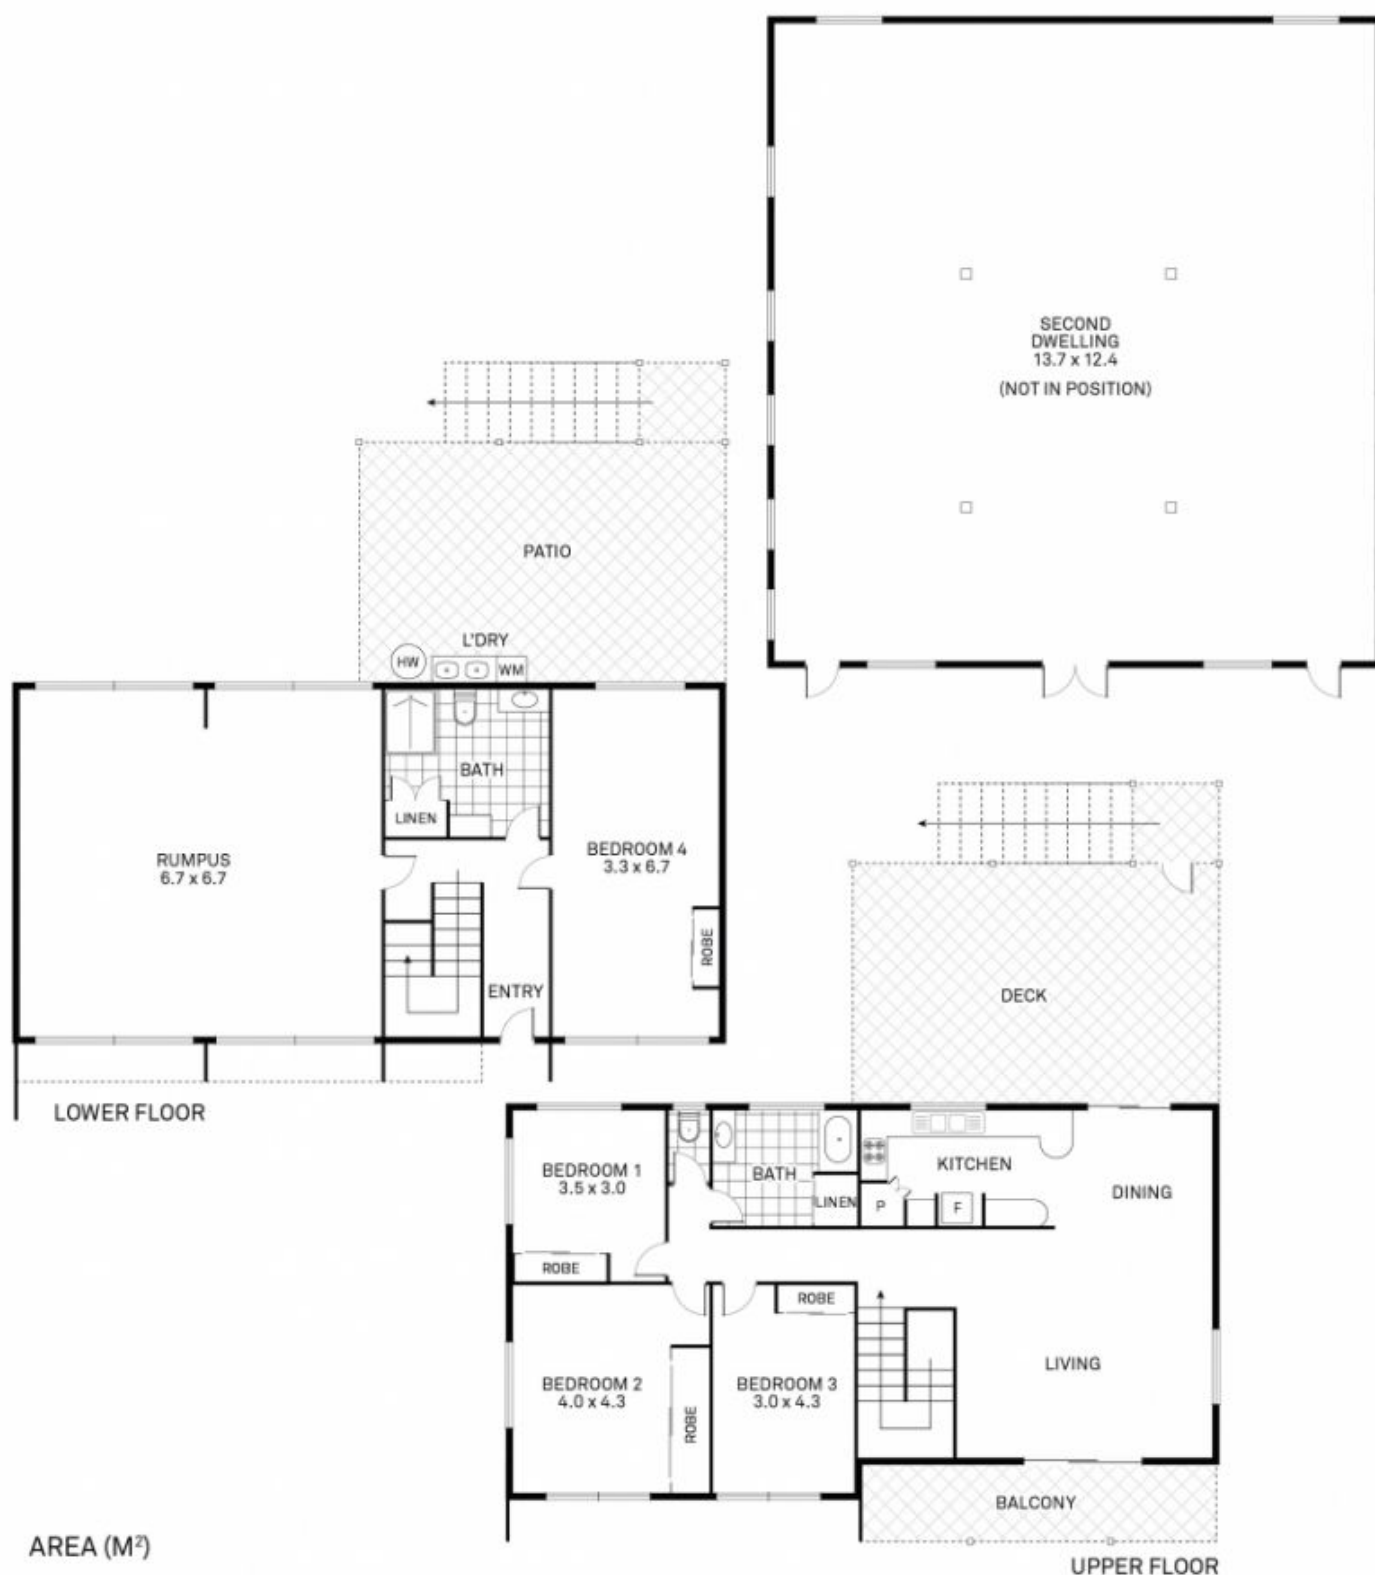 SECOND
DWELLING
13.7 x 12.4
(NOT IN POSITION)
PATIO
L'DRY
HW
WM
BATH
LINEN
RUMPUS
6.7 x 6.7
BEDROOM 4
3.3 x 6.7
ROBE
ENTRY
LOWER FLOOR
DECK
BEDROOM 1
3.5 x 3.0
ROBE
BATH
LINEN
KITCHEN
P
F
DINING
BEDROOM 2
4.0 x 4.3
ROBE
ROBE
BEDROOM 3
3.0 x 4.3
LIVING
BALCONY
AREA (M²)
UPPER FLOOR